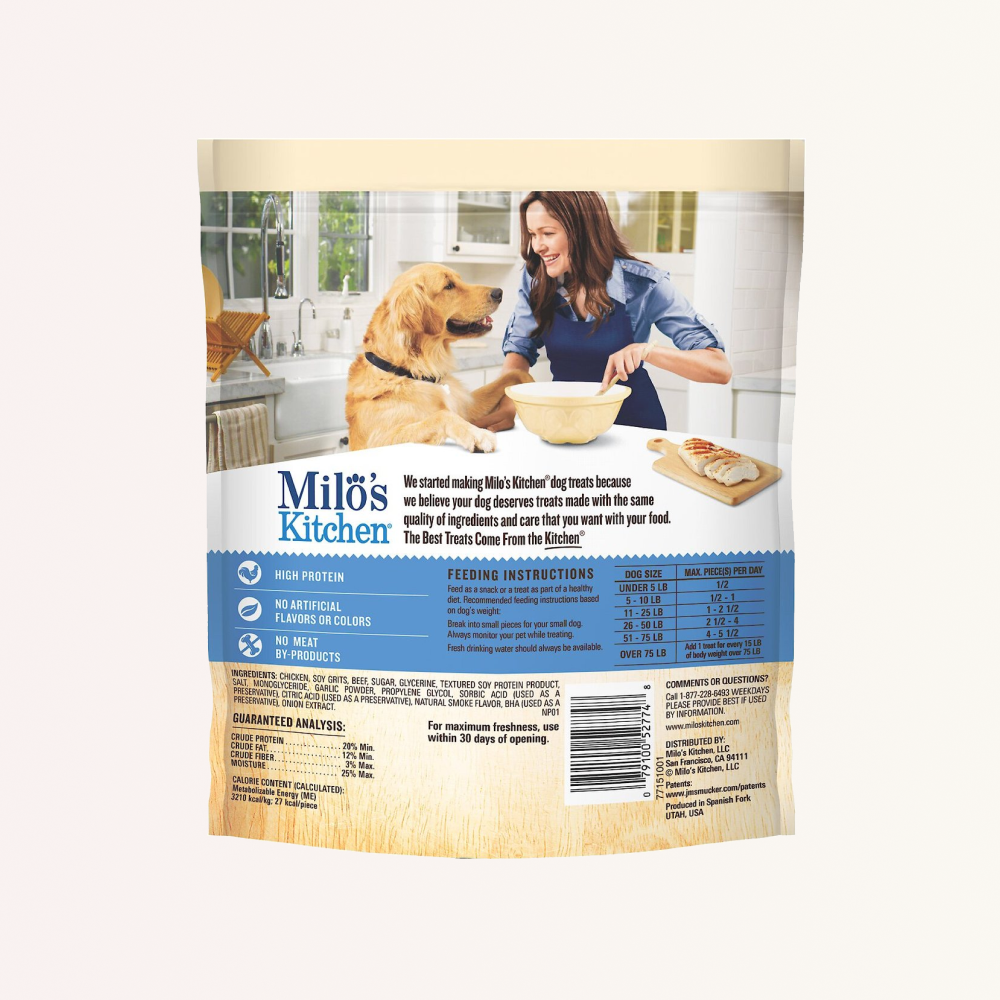 Milo's
Kitchen®
We started making Milo's Kitchen® dog treats because
we believe your dog deserves treats made with the same
quality of ingredients and care that you want with your food.
The Best Treats Come From the Kitchen®
HIGH PROTEIN
NO ARTIFICIAL
FLAVORS OR COLORS
NO MEAT
BY-PRODUCTS
FEEDING INSTRUCTIONS
Feed as a snack or a treat as part of a healthy
diet. Recommended feeding instructions based
on dog's weight:
Break into small pieces for your small dog.
Always monitor your pet while treating.
Fresh drinking water should always be available.
DOG SIZE MAX. PIECE(S) PER DAY
UNDER 5 LB 1/2
5 - 10 LB 1/2 - 1
11 - 25 LB 1 - 2 1/2
26 - 50 LB 2 1/2 - 4
51 - 75 LB 4 - 5 1/2
OVER 75 LB Add 1 treat for every 15 LB
of body weight over 75 LB
INGREDIENTS: CHICKEN, SOY GRITS, BEEF, SUGAR, GLYCERINE, TEXTURED SOY PROTEIN PRODUCT,
SALT, MONOGLYCERIDE, GARLIC POWDER, PROPYLENE GLYCOL, SORBIC ACID (USED AS A
PRESERVATIVE), CITRIC ACID (USED AS A PRESERVATIVE), NATURAL SMOKE FLAVOR, BHA (USED AS A
PRESERVATIVE), ONION EXTRACT.
NP01
GUARANTEED ANALYSIS:
CRUDE PROTEIN .................... 20% Min.
CRUDE FAT......................... 12% Min.
CRUDE FIBER....................... 3% Max.
MOISTURE .......................... 25% Max.
CALORIE CONTENT (CALCULATED):
Metabolizable Energy (ME)
3210 kcal/kg; 27 kcal/piece
For maximum freshness, use
within 30 days of opening.
0 79100 52774 8
77151001
COMMENTS OR QUESTIONS?
Call 1-877-228-6493 WEEKDAYS
PLEASE PROVIDE BEST IF USED
BY INFORMATION.
www.miloskitchen.com
DISTRIBUTED BY:
Milo's Kitchen, LLC
San Francisco, CA 94111
© Milo's Kitchen, LLC
Patents:
www.jmsmucker.com/patents
Produced in Spanish Fork
UTAH, USA